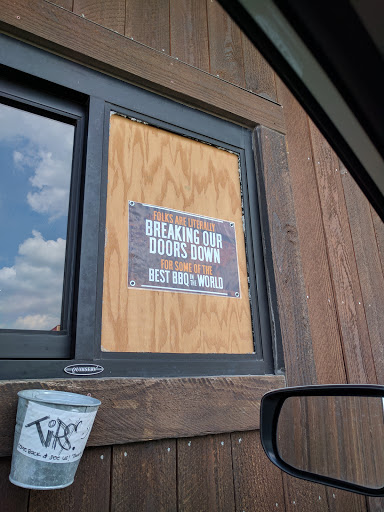 FOLKS ARE LITERALLY
BREAKING OUR
DOORS DOWN
FOR SOME OF THE
BEST BBQ IN THE WORLD
TIPS